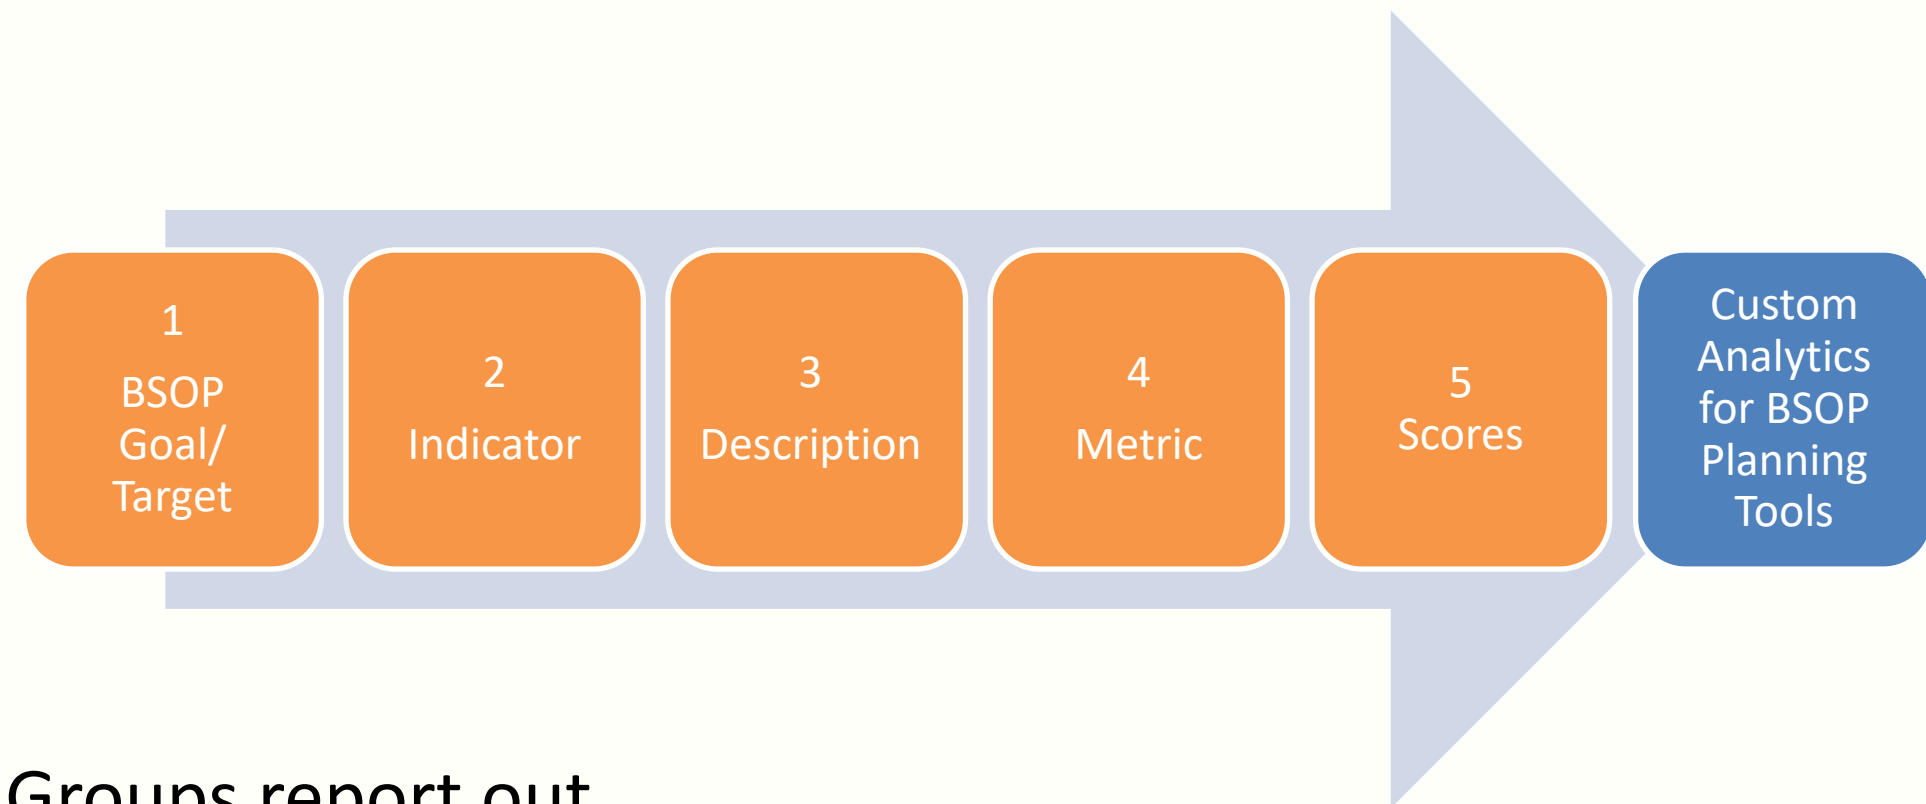 1
BSOP
Goal/
Target
2
Indicator
3
Description
4
Metric
5
Scores
Custom
Analytics
for BSOP
Planning
Tools
Groups report out